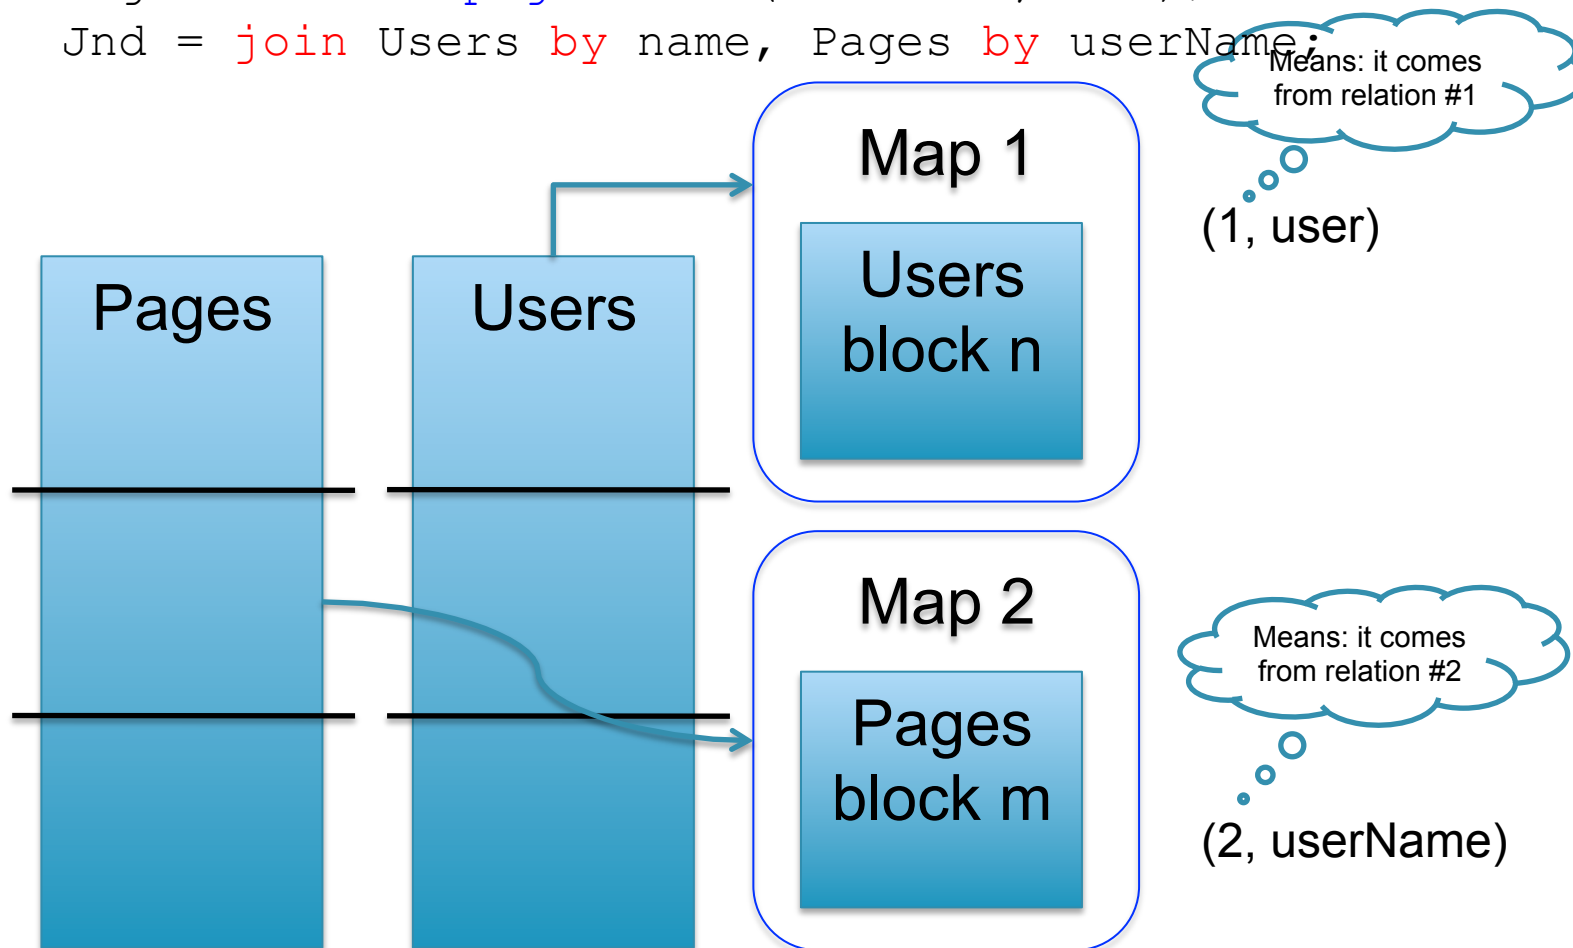 Jnd = join Users by name, Pages by userName;
Means: it comes
from relation #1
Map 1
(1, user)
Users
block n
Pages
Users
Map 2
Means: it comes
from relation #2
Pages
block m
(2, userName)